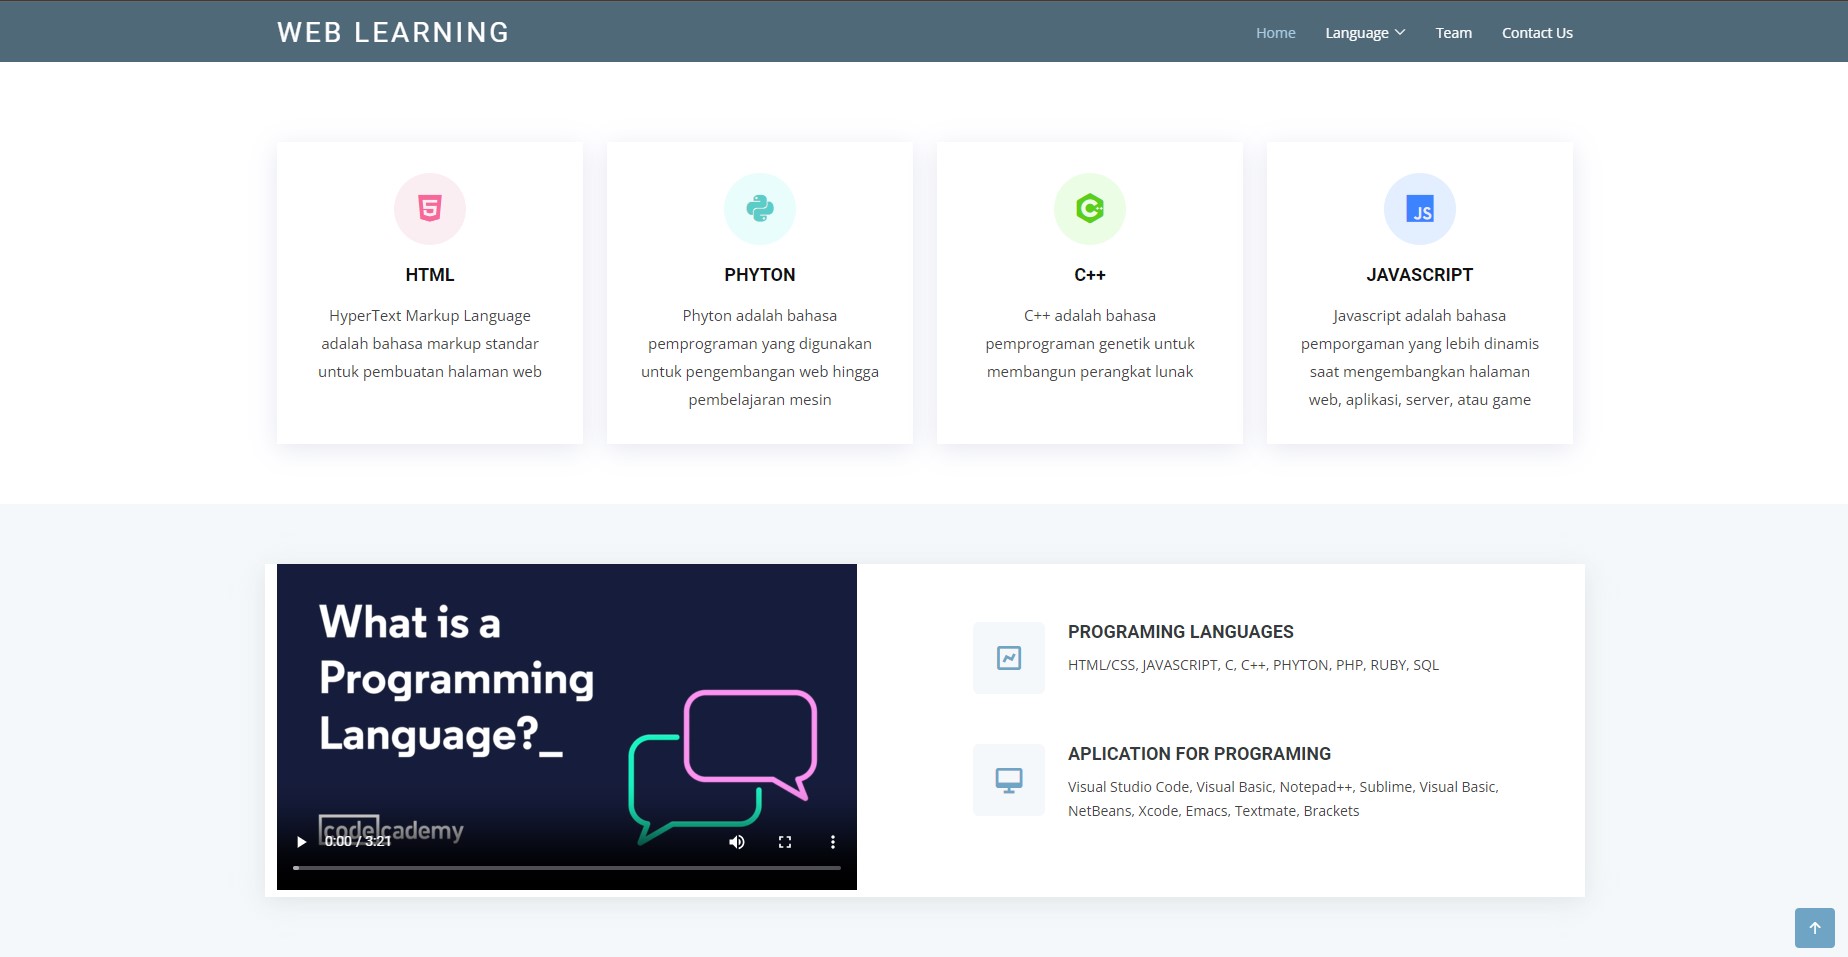 WEB LEARNING
Home Language Team Contact Us
HTML
HyperText Markup Language
adalah bahasa markup standar
untuk pembuatan halaman web
PHYTON
Phyton adalah bahasa
pemprograman yang digunakan
untuk pengembangan web hingga
pembelajaran mesin
C++
C++ adalah bahasa
pemprograman genetik untuk
membangun perangkat lunak
JS
JAVASCRIPT
Javascript adalah bahasa
pemporgaman yang lebih dinamis
saat mengembangkan halaman
web, aplikasi, server, atau game
What is a
Programming
Language?_
codecademy
0:00 / 3:21
PROGRAMING LANGUAGES
HTML/CSS, JAVASCRIPT, C, C++, PHYTON, PHP, RUBY, SQL
APLICATION FOR PROGRAMING
Visual Studio Code, Visual Basic, Notepad++, Sublime, Visual Basic,
NetBeans, Xcode, Emacs, Textmate, Brackets